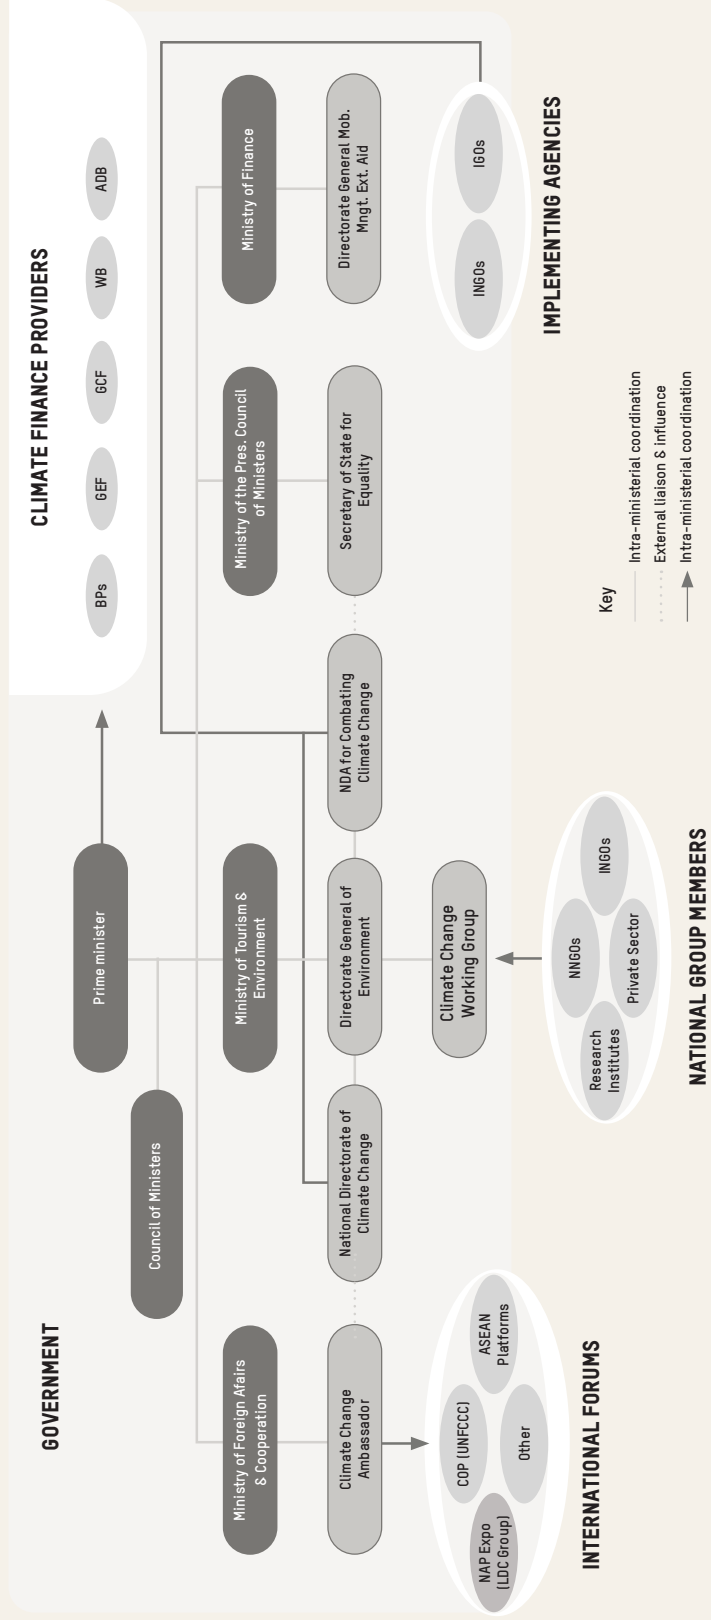 GOVERNMENT
CLIMATE FINANCE PROVIDERS
Prime minister
BPs
GEF
GCF
WB
ADB
Council of Ministers
Ministry of Foreign Afairs
& Cooperation
Ministry of Tourism &
Environment
Ministry of the Pres. Council
of Ministers
Ministry of Finance
Climate Change
Ambassador
National Directorate of
Climate Change
Directorate General of
Environment
NDA for Combating
Climate Change
Secretary of State for
Equality
Directorate General Mob.
Mngt. Ext. Aid
Climate Change
Working Group
COP (UNFCCC)
ASEAN
Platforms
NAP Expo
(LDC Group)
Other
INTERNATIONAL FORUMS
NNGOs
INGOs
Research
Institutes
Private Sector
NATIONAL GROUP MEMBERS
INGOs
IGOs
IMPLEMENTING AGENCIES
Key
Intra-ministerial coordination
External liaison & influence
Intra-ministerial coordination